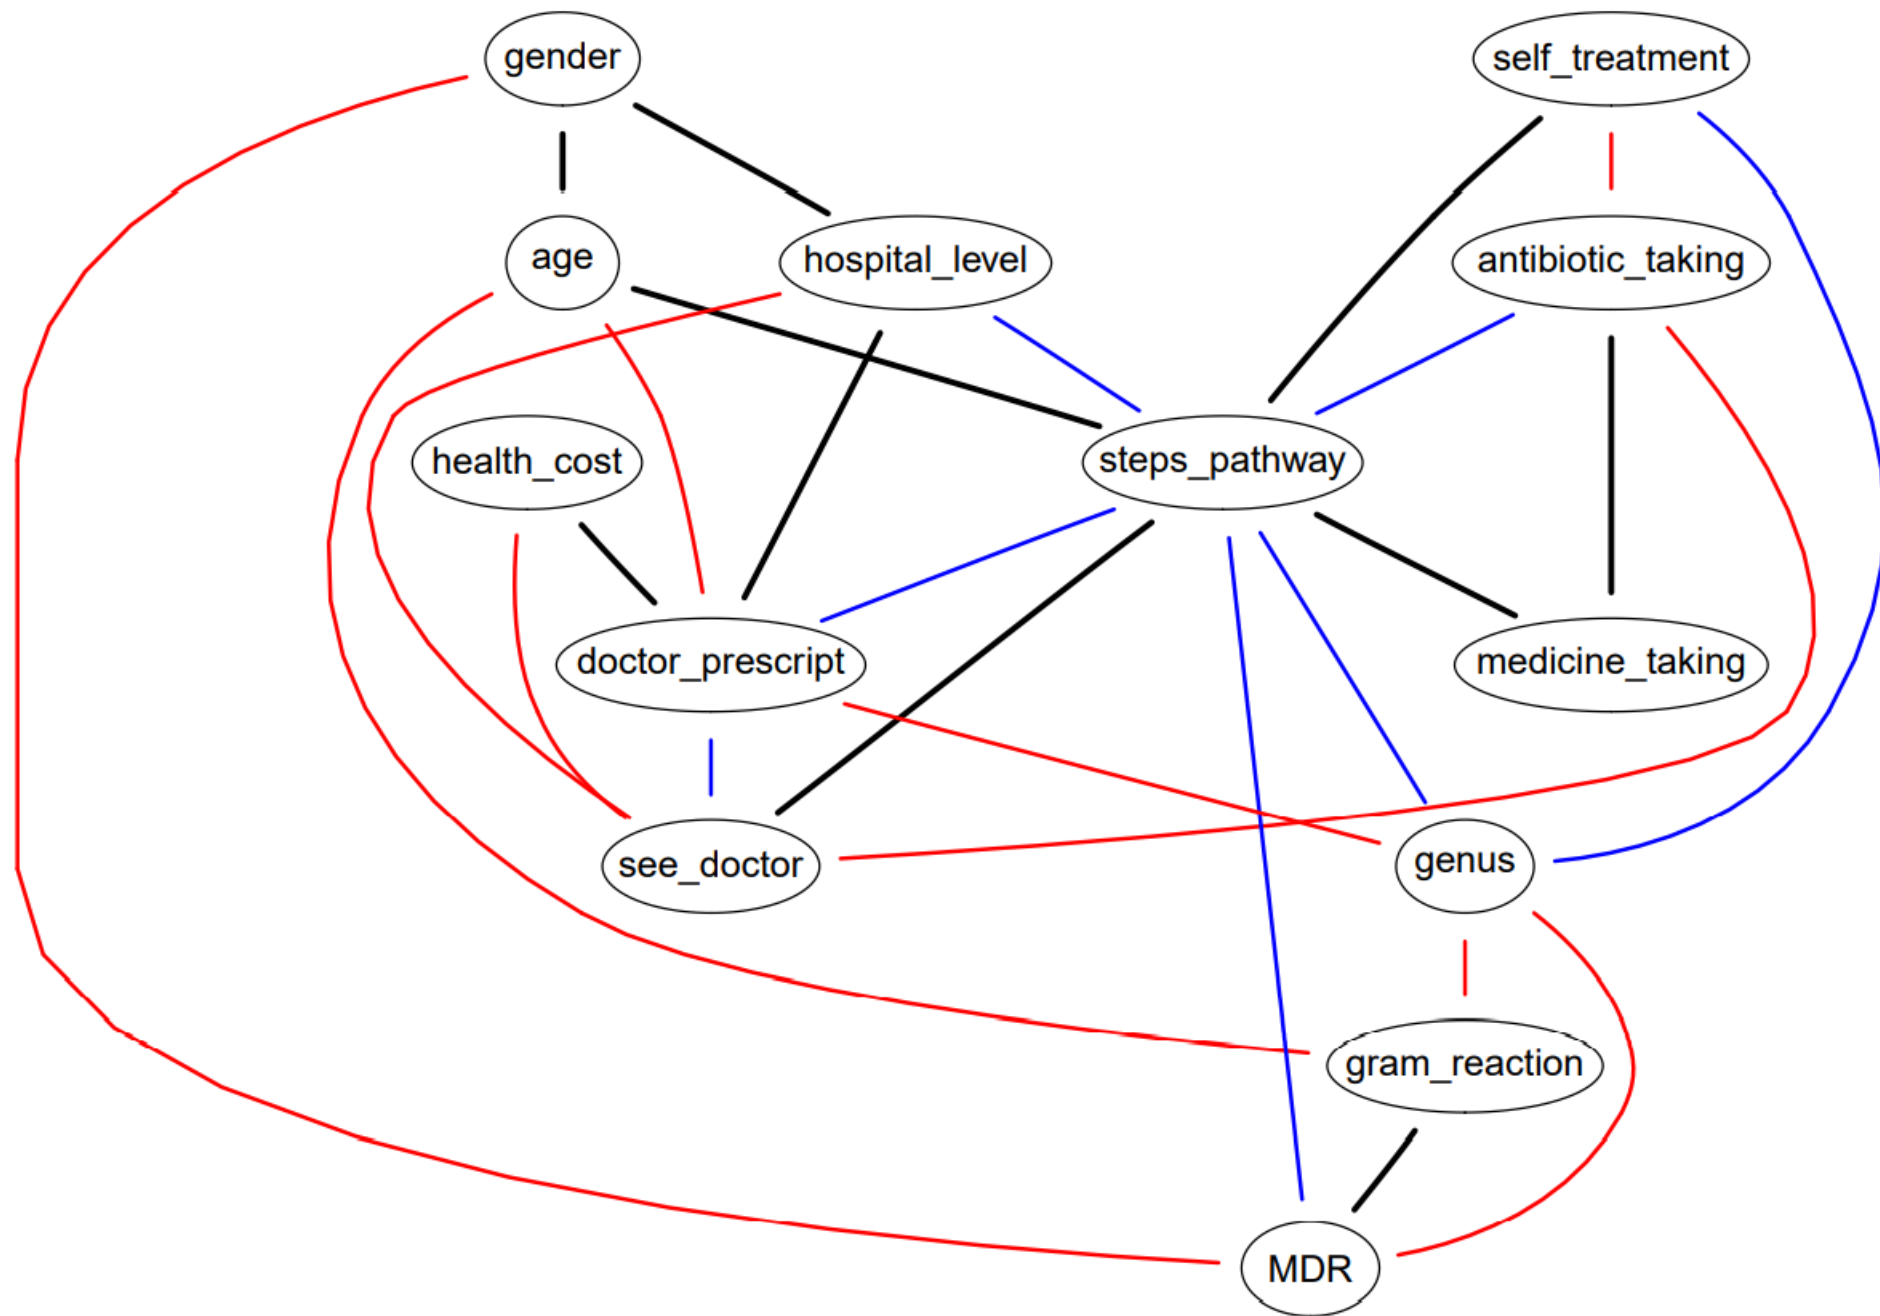 gender
self_treatment
age
hospital_level
antibiotic_taking
health_cost
steps_pathway
doctor_prescript
medicine_taking
see_doctor
genus
gram_reaction
MDR